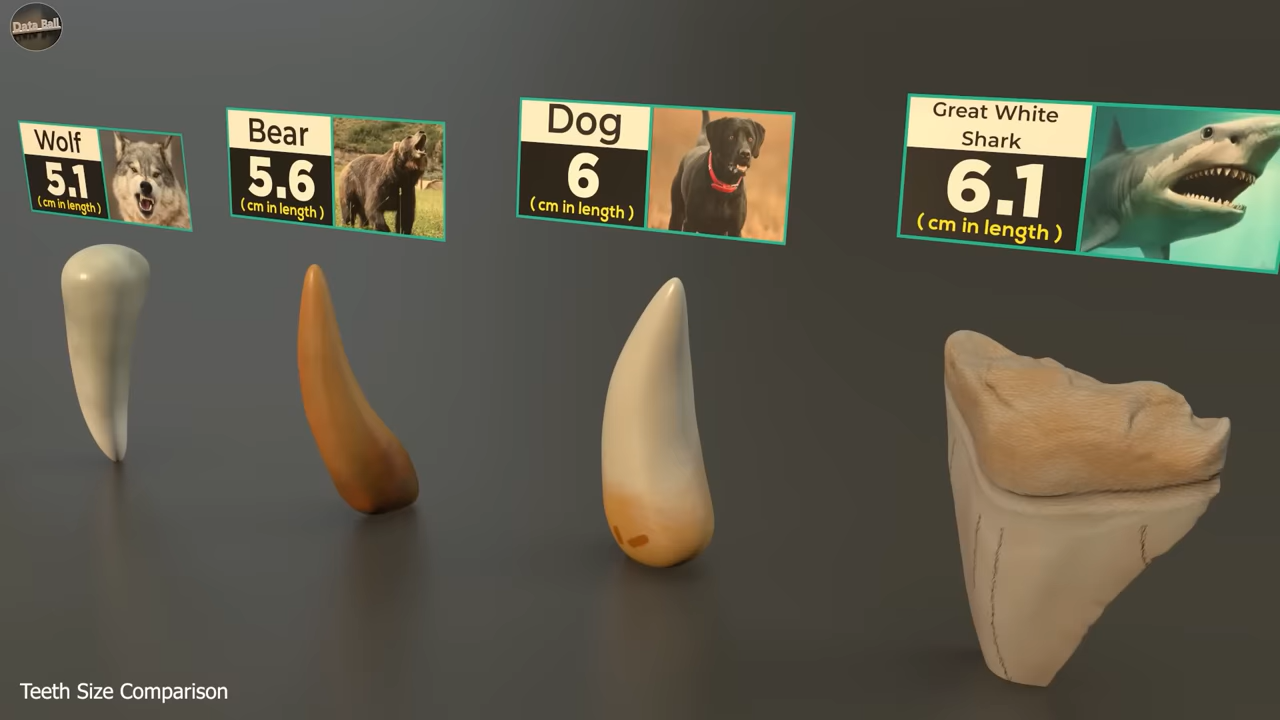 Data Ball
Wolf
5.1
( cm in length )
Bear
5.6
( cm in length )
Dog
6
( cm in length )
Great White
Shark
6.1
( cm in length )
Teeth Size Comparison